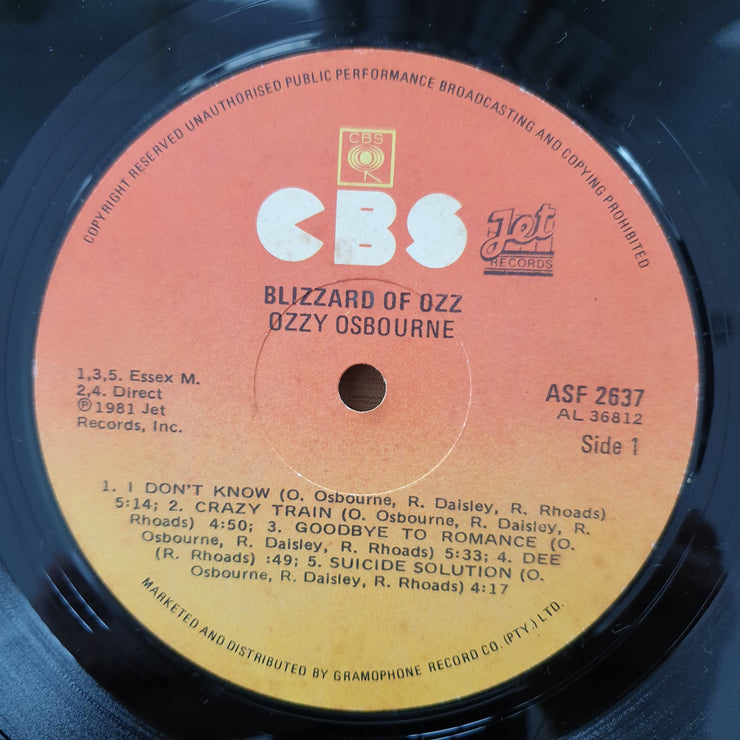 COPYRIGHT RESERVED UNAUTHORISED PUBLIC PERFORMANCE BROADCASTING AND COPYING PROHIBITED
CBS
CBS
Jet
RECORDS
BLIZZARD OF OZZ
OZZY OSBOURNE
1,3,5. Essex M.
2,4. Direct
Ⓟ1981 Jet
Records, Inc.
ASF 2637
AL 36812
Side 1
1. I DON'T KNOW (O. Osbourne, R. Daisley, R. Rhoads)
5:14; 2. CRAZY TRAIN (O. Osbourne, R. Daisley, R.
Rhoads) 4:50; 3. GOODBYE TO ROMANCE (O.
Osbourne, R. Daisley, R. Rhoads) 5:33; 4. DEE
(R. Rhoads) :49; 5. SUICIDE SOLUTION (O.
Osbourne, R. Daisley, R. Rhoads) 4:17
MARKETED AND DISTRIBUTED BY GRAMOPHONE RECORD CO. (PTY.) LTD.